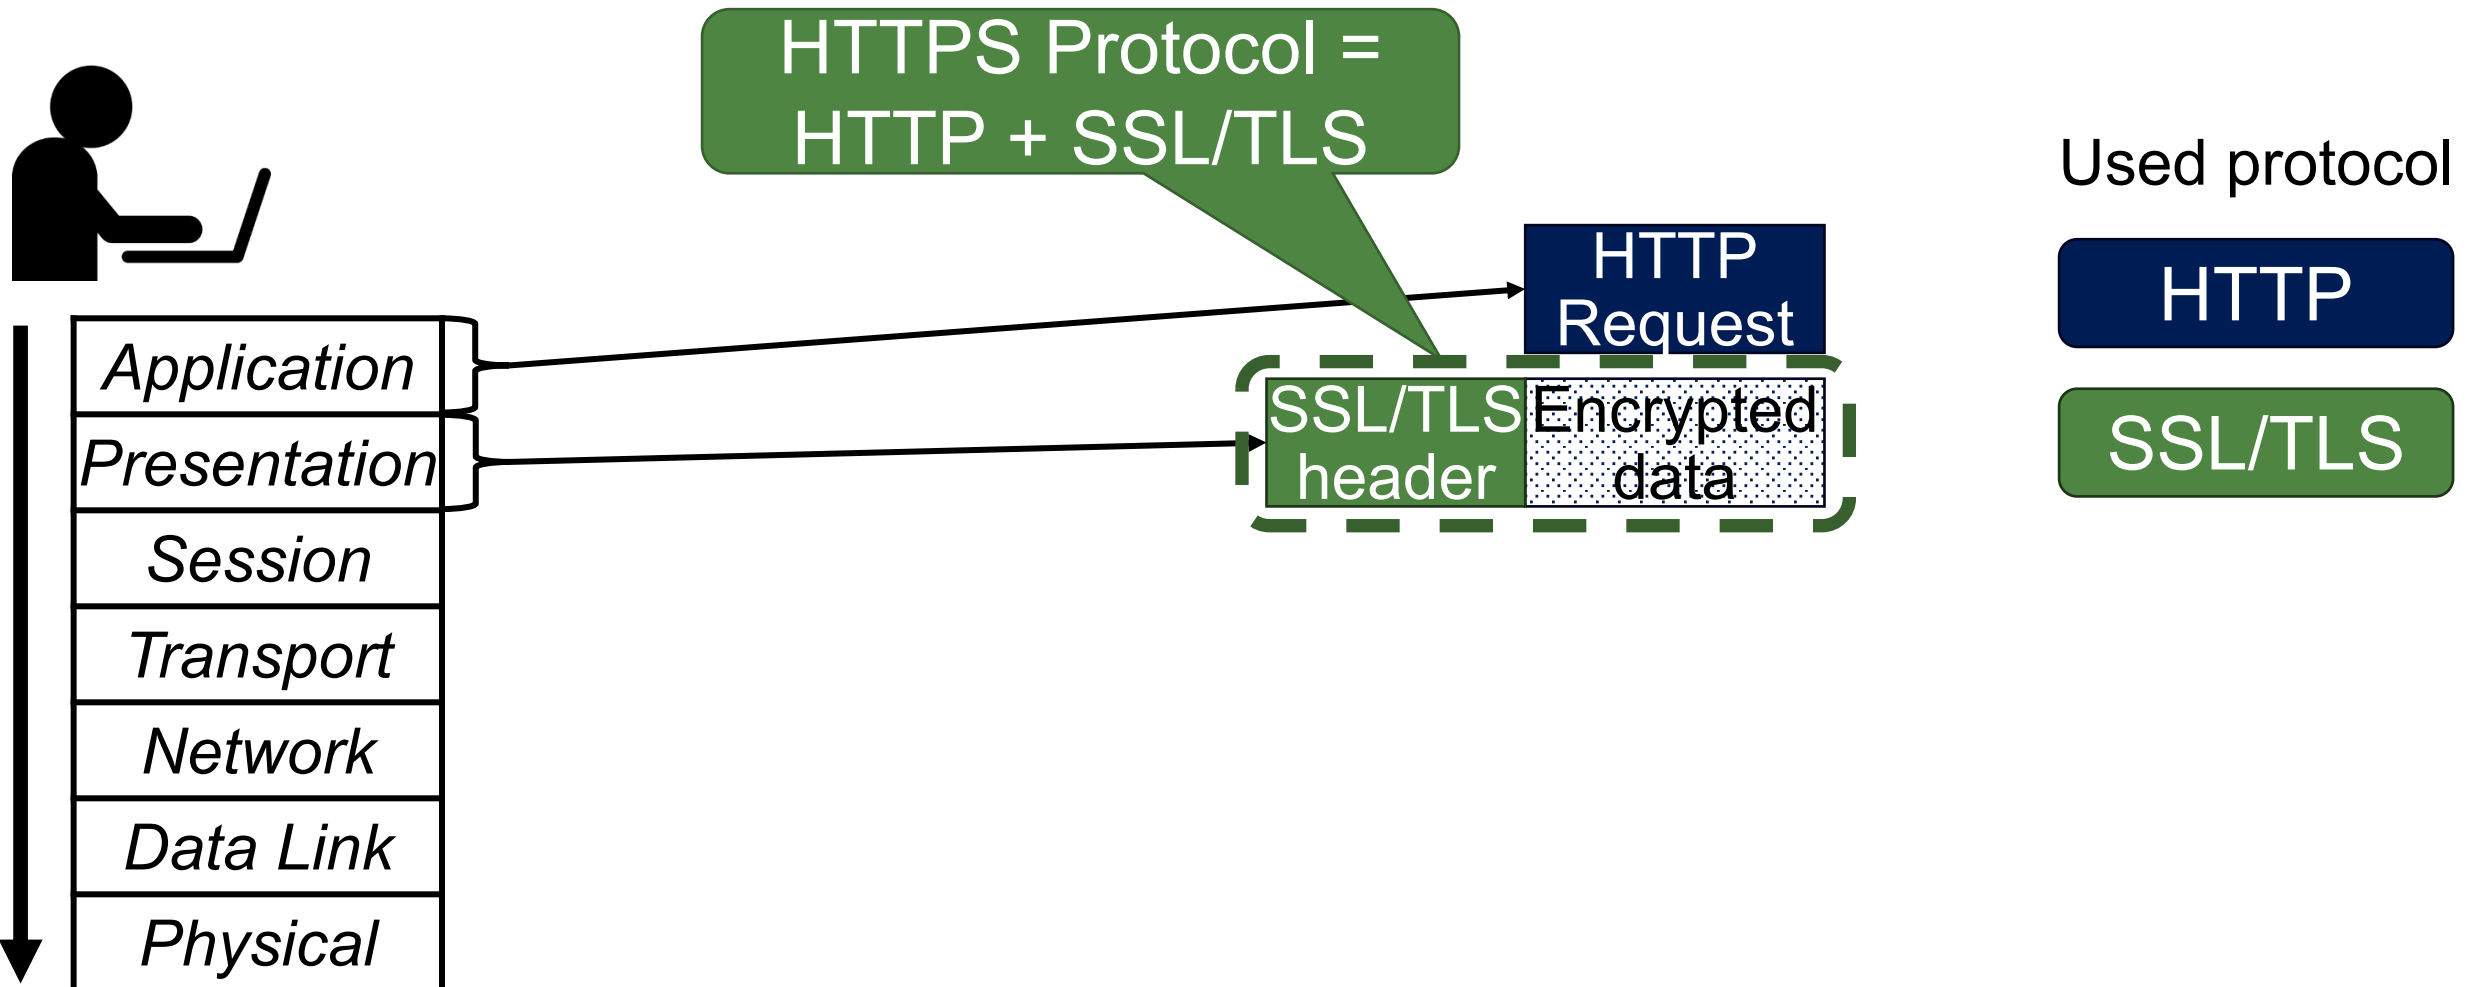 HTTPS Protocol =
HTTP + SSL/TLS
Used protocol
HTTP
Request
HTTP
Application
SSL/TLS
header
Encrypted
data
SSL/TLS
Presentation
Session
Transport
Network
Data Link
Physical